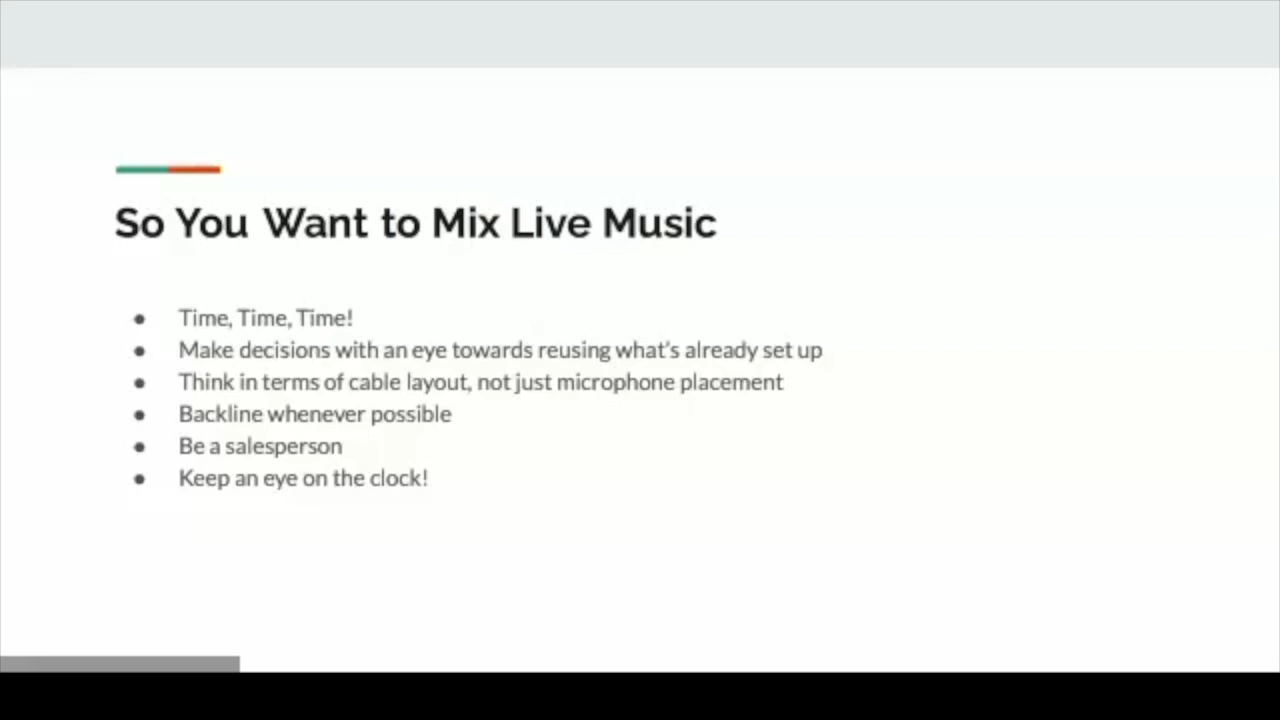 So You Want to Mix Live Music
● Time, Time, Time!
● Make decisions with an eye towards reusing what's already set up
● Think in terms of cable layout, not just microphone placement
● Backline whenever possible
● Be a salesperson
● Keep an eye on the clock!